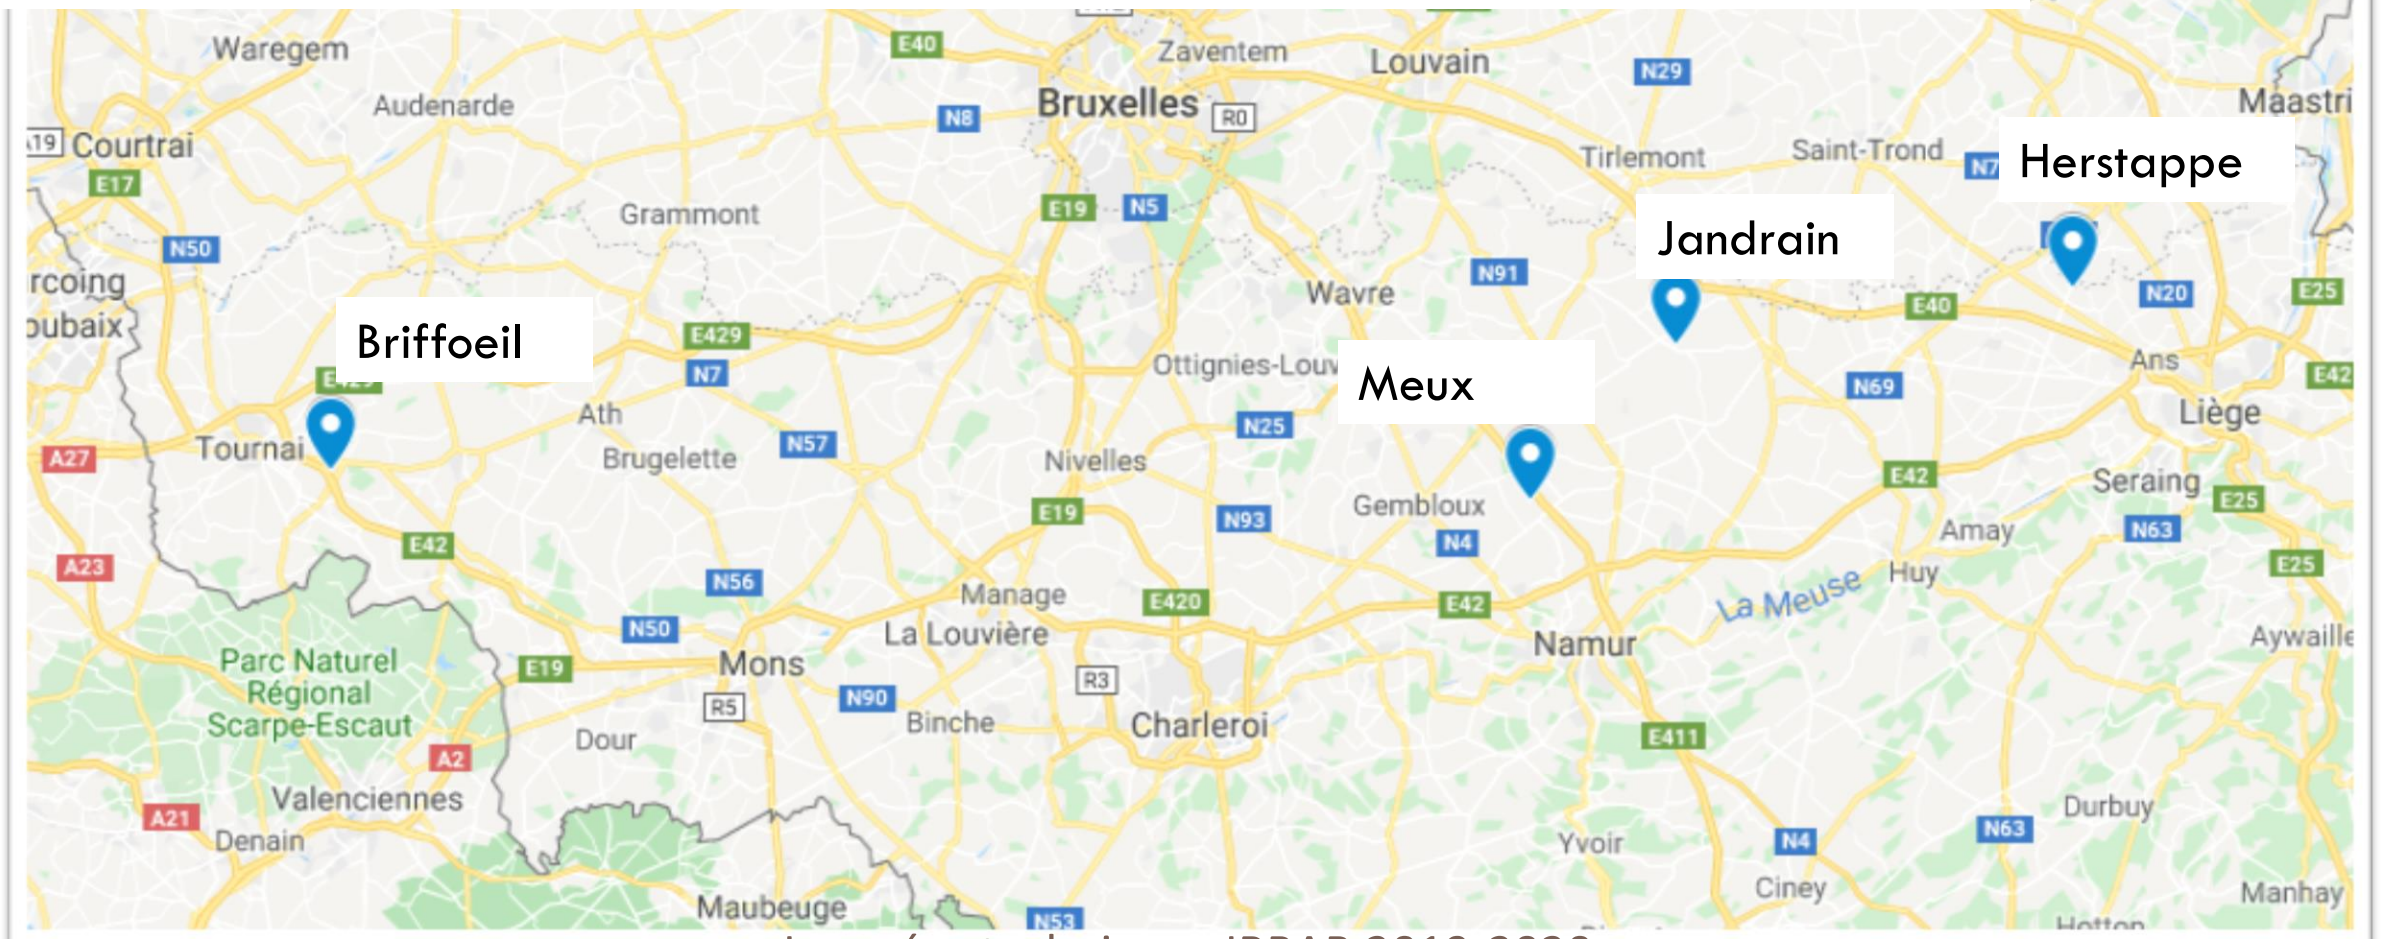 Waregem
E40
Zaventem
Louvain
N29
Audenarde
N8
Bruxelles
R0
Maastri
Courtrai
Tirlemont
Saint-Trond
Herstappe
E17
E19
N5
Grammont
N50
Jandrain
N91
Wavre
E40
N20
E25
Briffoeil
E429
N7
Ottignies-Louv
Meux
N69
Ans
E42
Ath
Liège
Tournai
A27
Brugelette
N57
N25
Nivelles
E42
Seraing
E25
Gembloux
E19
N93
N4
Amay
N63
E42
A23
N56
Manage
E420
E42
La Meuse
Huy
E25
N50
La Louvière
Namur
Aywaille
Parc Naturel
Régional
Scarpe-Escaut
E19
Mons
R3
R5
N90
Binche
Charleroi
E411
Dour
A2
Valenciennes
A21
Denain
Yvoir
N4
N63
Durbuy
Ciney
Manhay
Maubeuge
N53